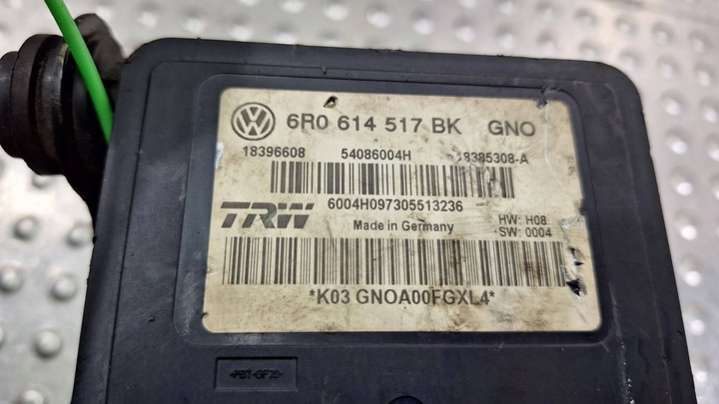 6R0 614 517 BK GNO
18396608 54086004H 18385308-A
6004H097305513236
TRW Made in Germany HW: H08
SW: 0004
*K03 GNOA00FGXL4*